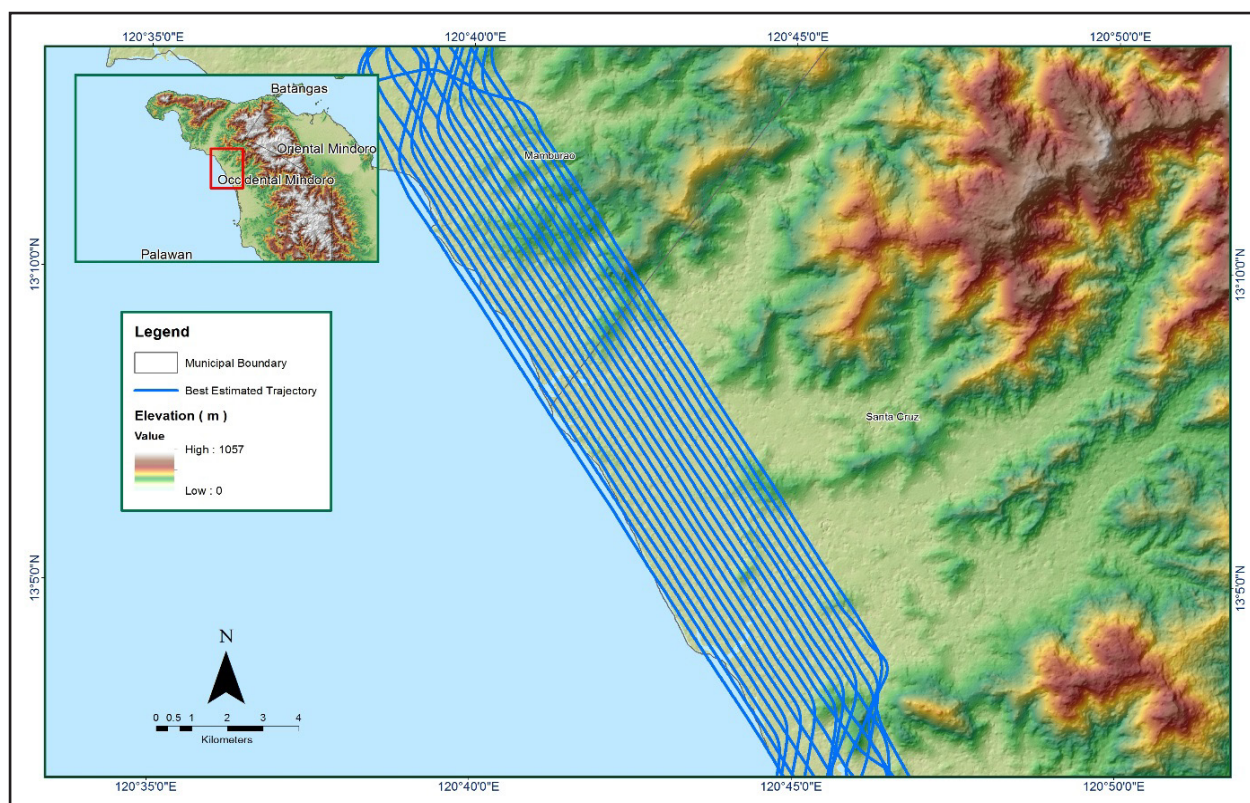 120°35'0"E 120°40'0"E 120°45'0"E 120°50'0"E
Batangas
Oriental Mindoro
Occidental Mindoro
Palawan
Mamburao
13°10'0"N 13°10'0"N
Legend
Municipal Boundary
Best Estimated Trajectory
Elevation ( m )
Value
High : 1057
Low : 0
Santa Cruz
13°5'0"N 13°5'0"N
N
0 0.5 1 2 3 4
Kilometers
120°35'0"E 120°40'0"E 120°45'0"E 120°50'0"E